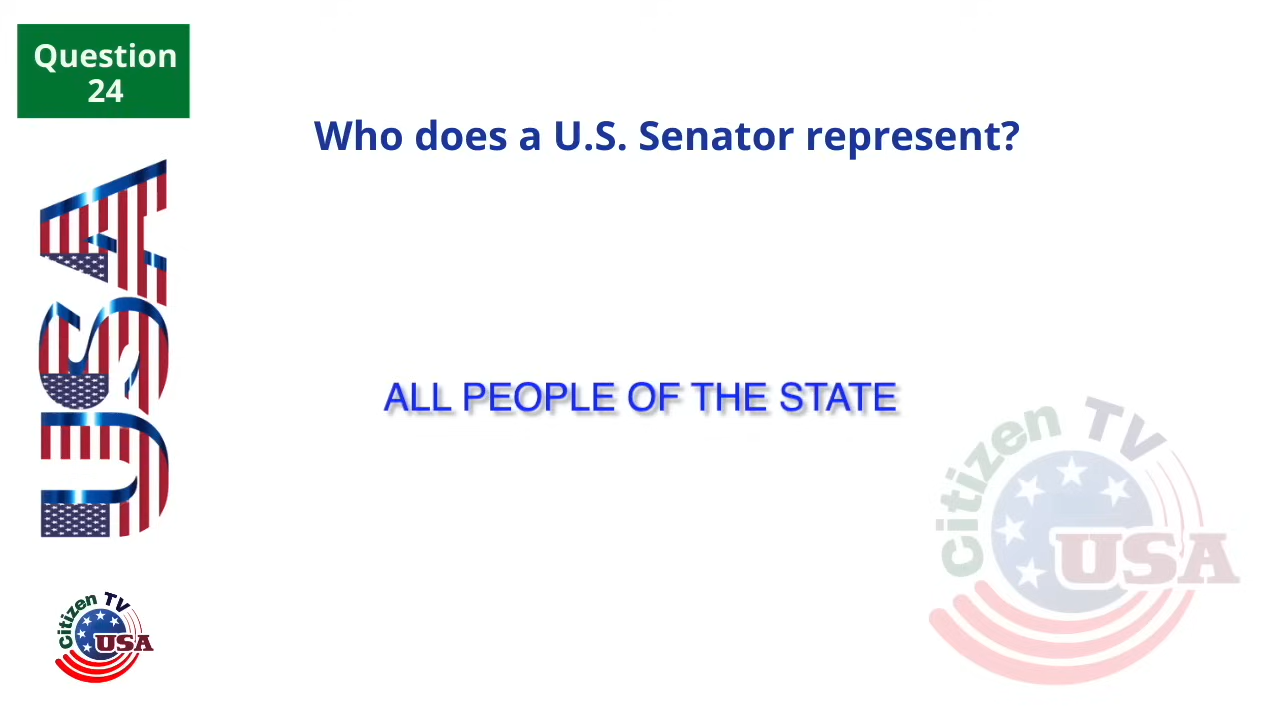 Question
24
Who does a U.S. Senator represent?
USA
ALL PEOPLE OF THE STATE
Citizen TV
USA
Citizen TV
USA